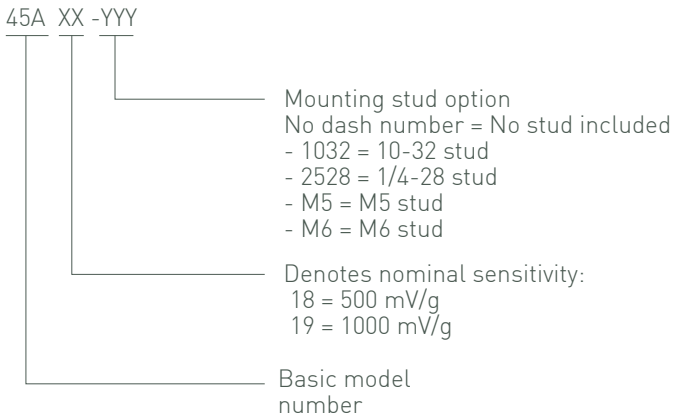 45A XX -YYY
Mounting stud option
No dash number = No stud included
- 1032 = 10-32 stud
- 2528 = 1/4-28 stud
- M5 = M5 stud
- M6 = M6 stud
Denotes nominal sensitivity:
18 = 500 mV/g
19 = 1000 mV/g
Basic model
number